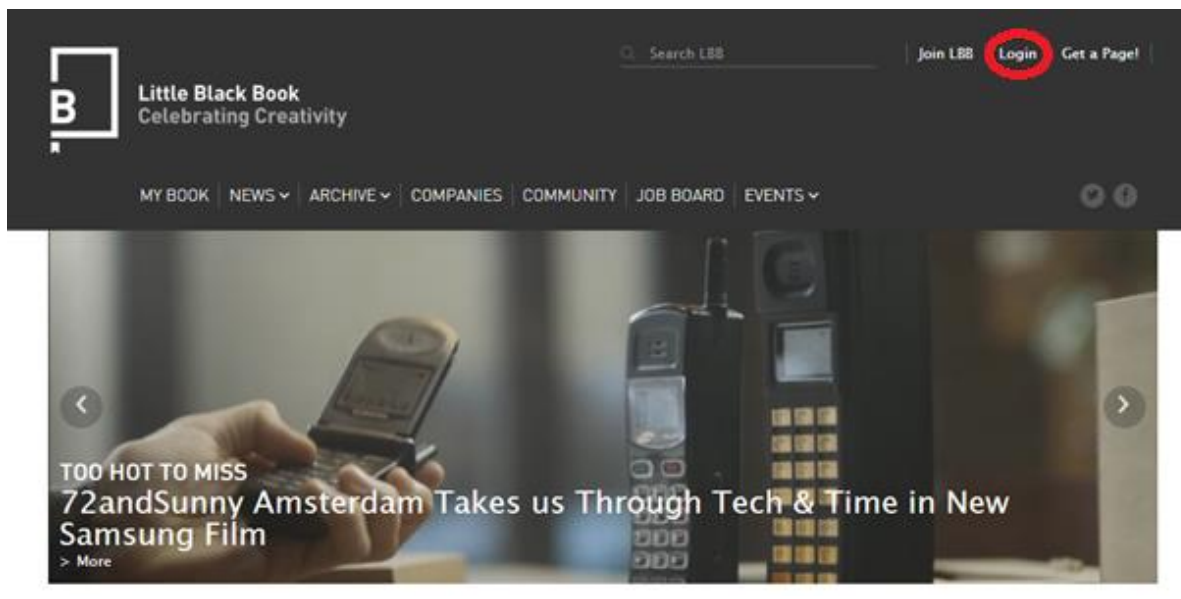 Search LBB
Join LBB Login Get a Page!
B
Little Black Book
Celebrating Creativity
MY BOOK NEWS ARCHIVE COMPANIES COMMUNITY JOB BOARD EVENTS
TOO HOT TO MISS
72andSunny Amsterdam Takes us Through Tech & Time in New
Samsung Film
> More